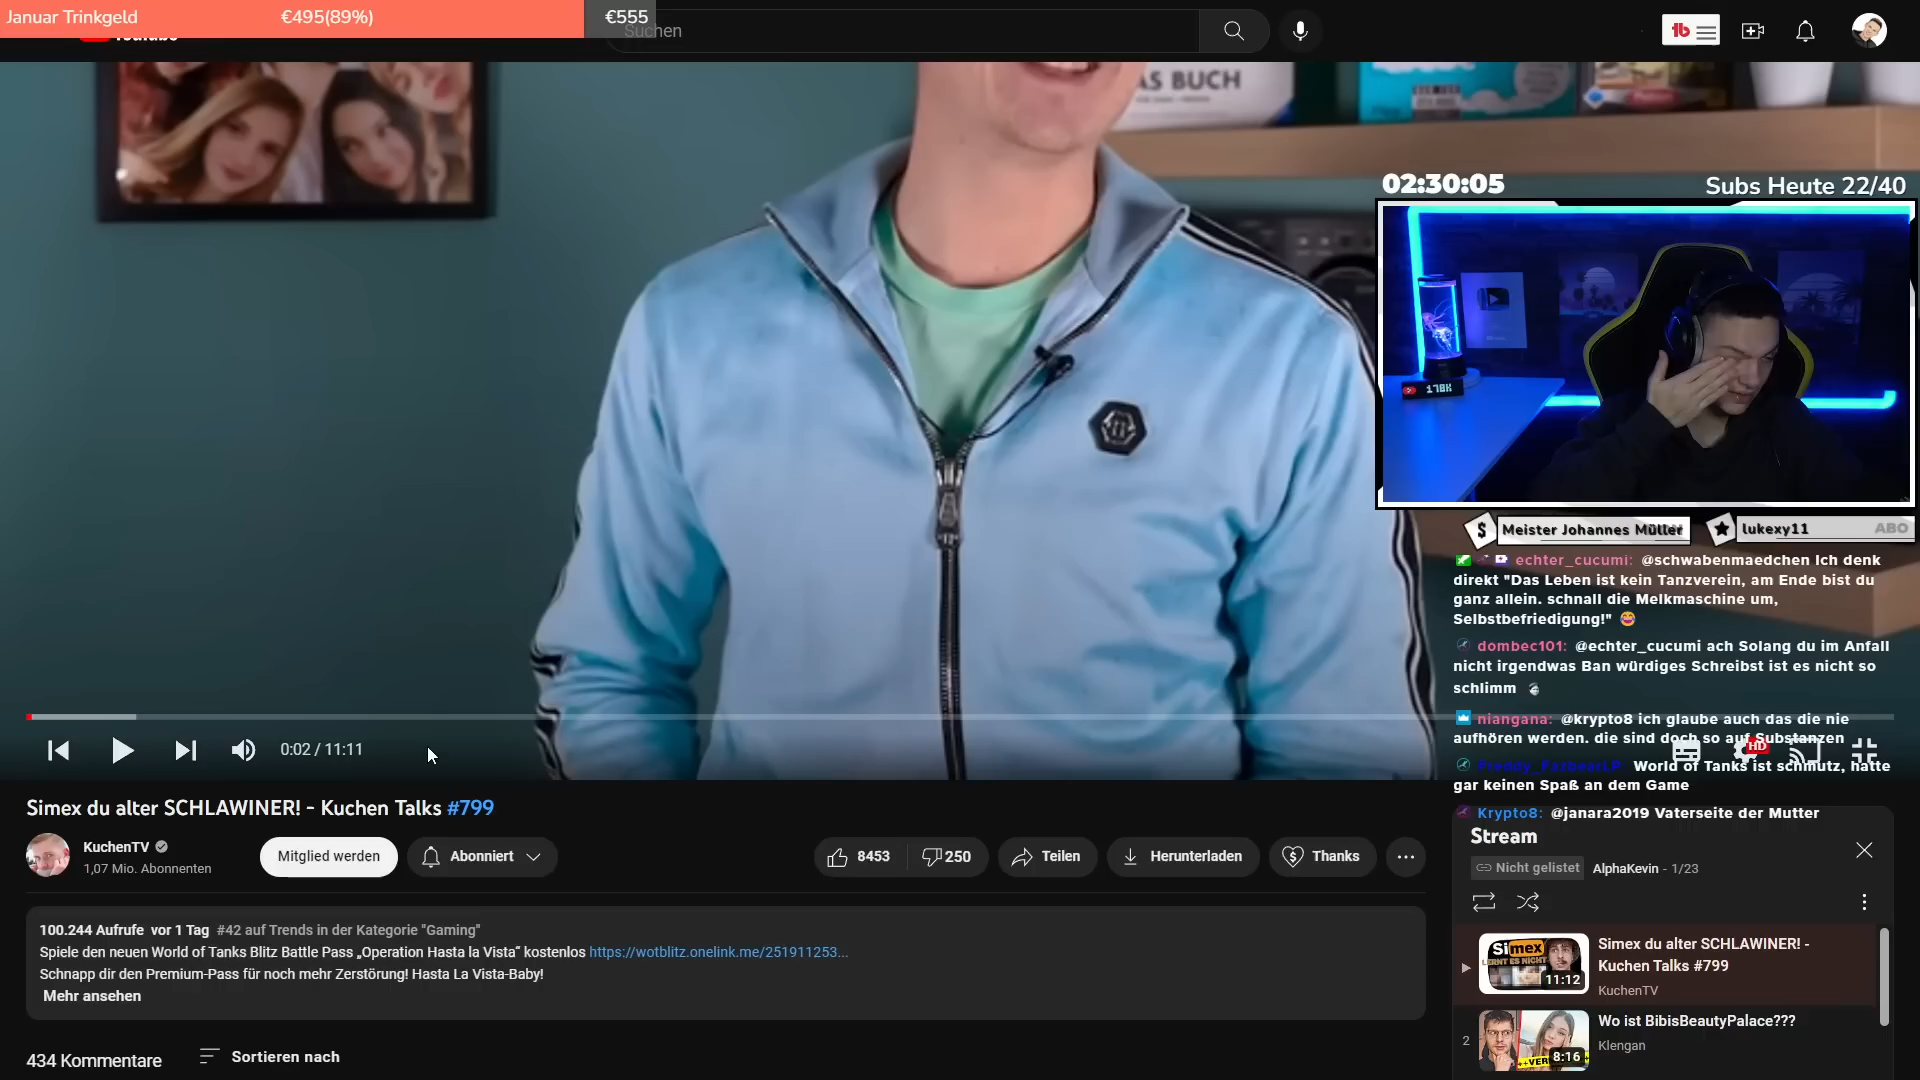 Januar Trinkgeld €495(89%) €555
Suchen
AS BUCH
02:30:05 Subs Heute 22/40
178K
Meister Johannes Müller
lukexy11 ABO
echter_cucumi: @schwabenmaedchen Ich denk
direkt "Das Leben ist kein Tanzverein, am Ende bist du
ganz allein. schnall die Melkmaschine um,
Selbstbefriedigung!"
dombec101: @echter_cucumi ach Solang du im Anfall
nicht irgendwas Ban würdiges Schreibst ist es nicht so
schlimm
niangana: @krypto8 ich glaube auch das die nie
aufhören werden. die sind doch so auf Substanzen
World of Tanks ist schmutz, hatte
gar keinen Spaß an dem Game
Krypto8: @janara2019 Vaterseite der Mutter
0:02 / 11:11
HD
Simex du alter SCHLAWINER! - Kuchen Talks #799
KuchenTV
1,07 Mio. Abonnenten
Mitglied werden
Abonniert
8453
250
Teilen
Herunterladen
Thanks
100.244 Aufrufe vor 1 Tag #42 auf Trends in der Kategorie "Gaming"
Spiele den neuen World of Tanks Blitz Battle Pass „Operation Hasta la Vista“ kostenlos https://wotblitz.onelink.me/251911253...
Schnapp dir den Premium-Pass für noch mehr Zerstörung! Hasta La Vista-Baby!
Mehr ansehen
434 Kommentare
Sortieren nach
Stream
Nicht gelistet AlphaKevin - 1/23
Simex
LERNT ES NICHT
11:12
Simex du alter SCHLAWINER! -
Kuchen Talks #799
KuchenTV
2
8:16
Wo ist BibisBeautyPalace???
Klengan